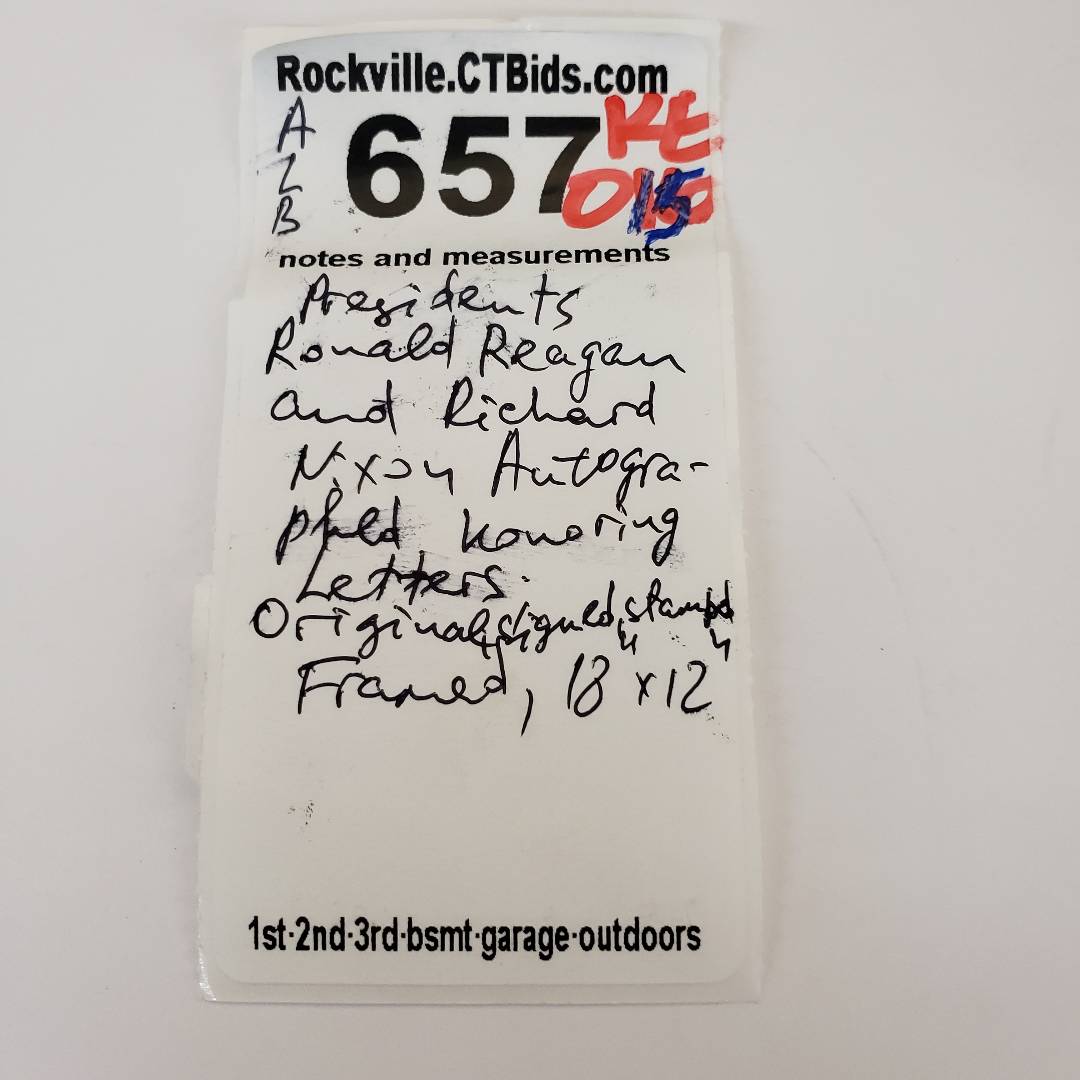 Rockville.CTBids.com
A
Z
B
657
KE
015
notes and measurements
Presidents
Ronald Reagan
and Richard
Nixon Autogra-
phed honoring
Letters.
Original, signed, stamped
Framed, 18" x 12"
1st·2nd·3rd·bsmt·garage·outdoors